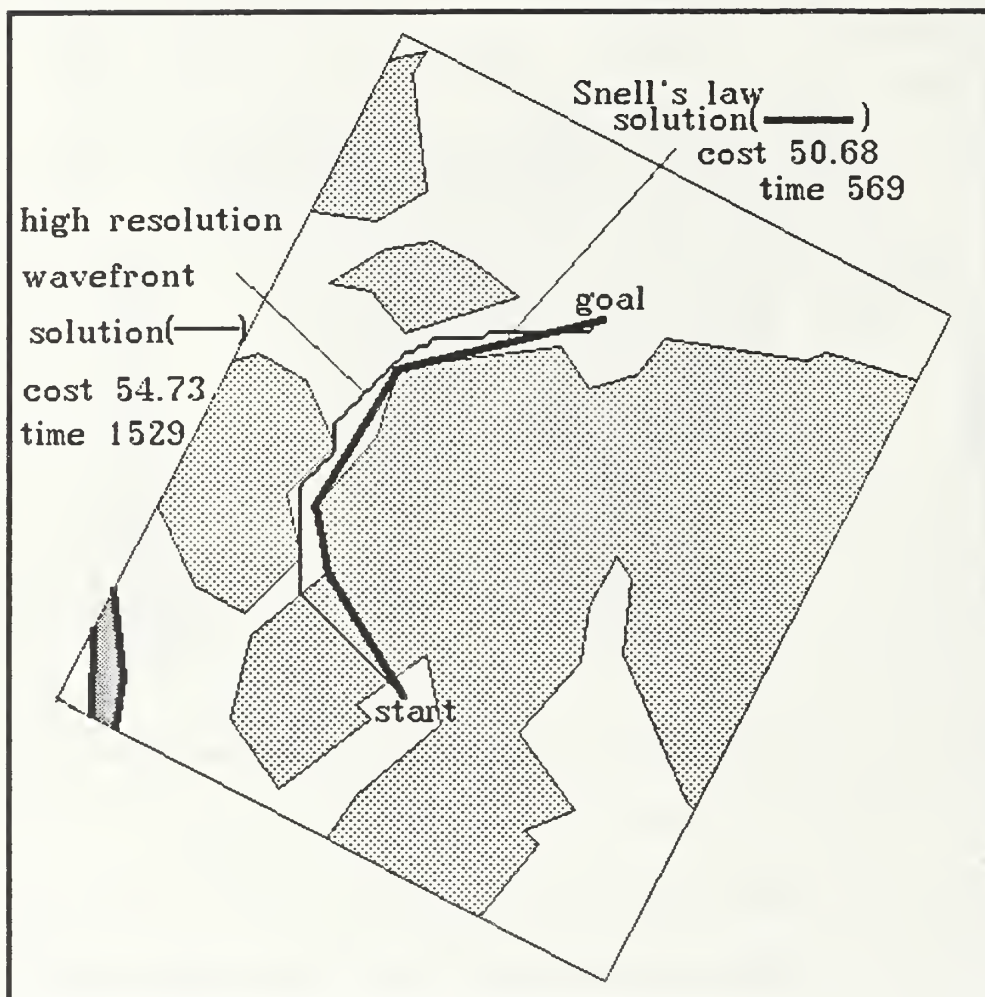 Snell's law
solution(
)
cost 50.68
time 569
high resolution
wavefront
solution(
)
cost 54.73
time 1529
goal
start